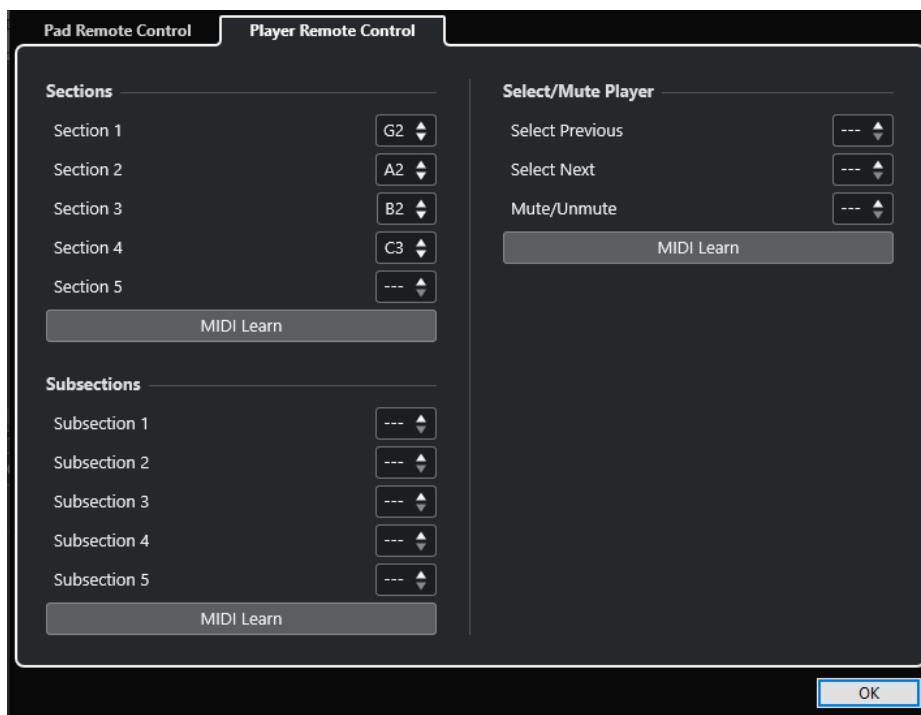 Pad Remote Control
Player Remote Control
Sections
Section 1 G2
Section 2 A2
Section 3 B2
Section 4 C3
Section 5 ---
MIDI Learn
Subsections
Subsection 1 ---
Subsection 2 ---
Subsection 3 ---
Subsection 4 ---
Subsection 5 ---
MIDI Learn
Select/Mute Player
Select Previous ---
Select Next ---
Mute/Unmute ---
MIDI Learn
OK